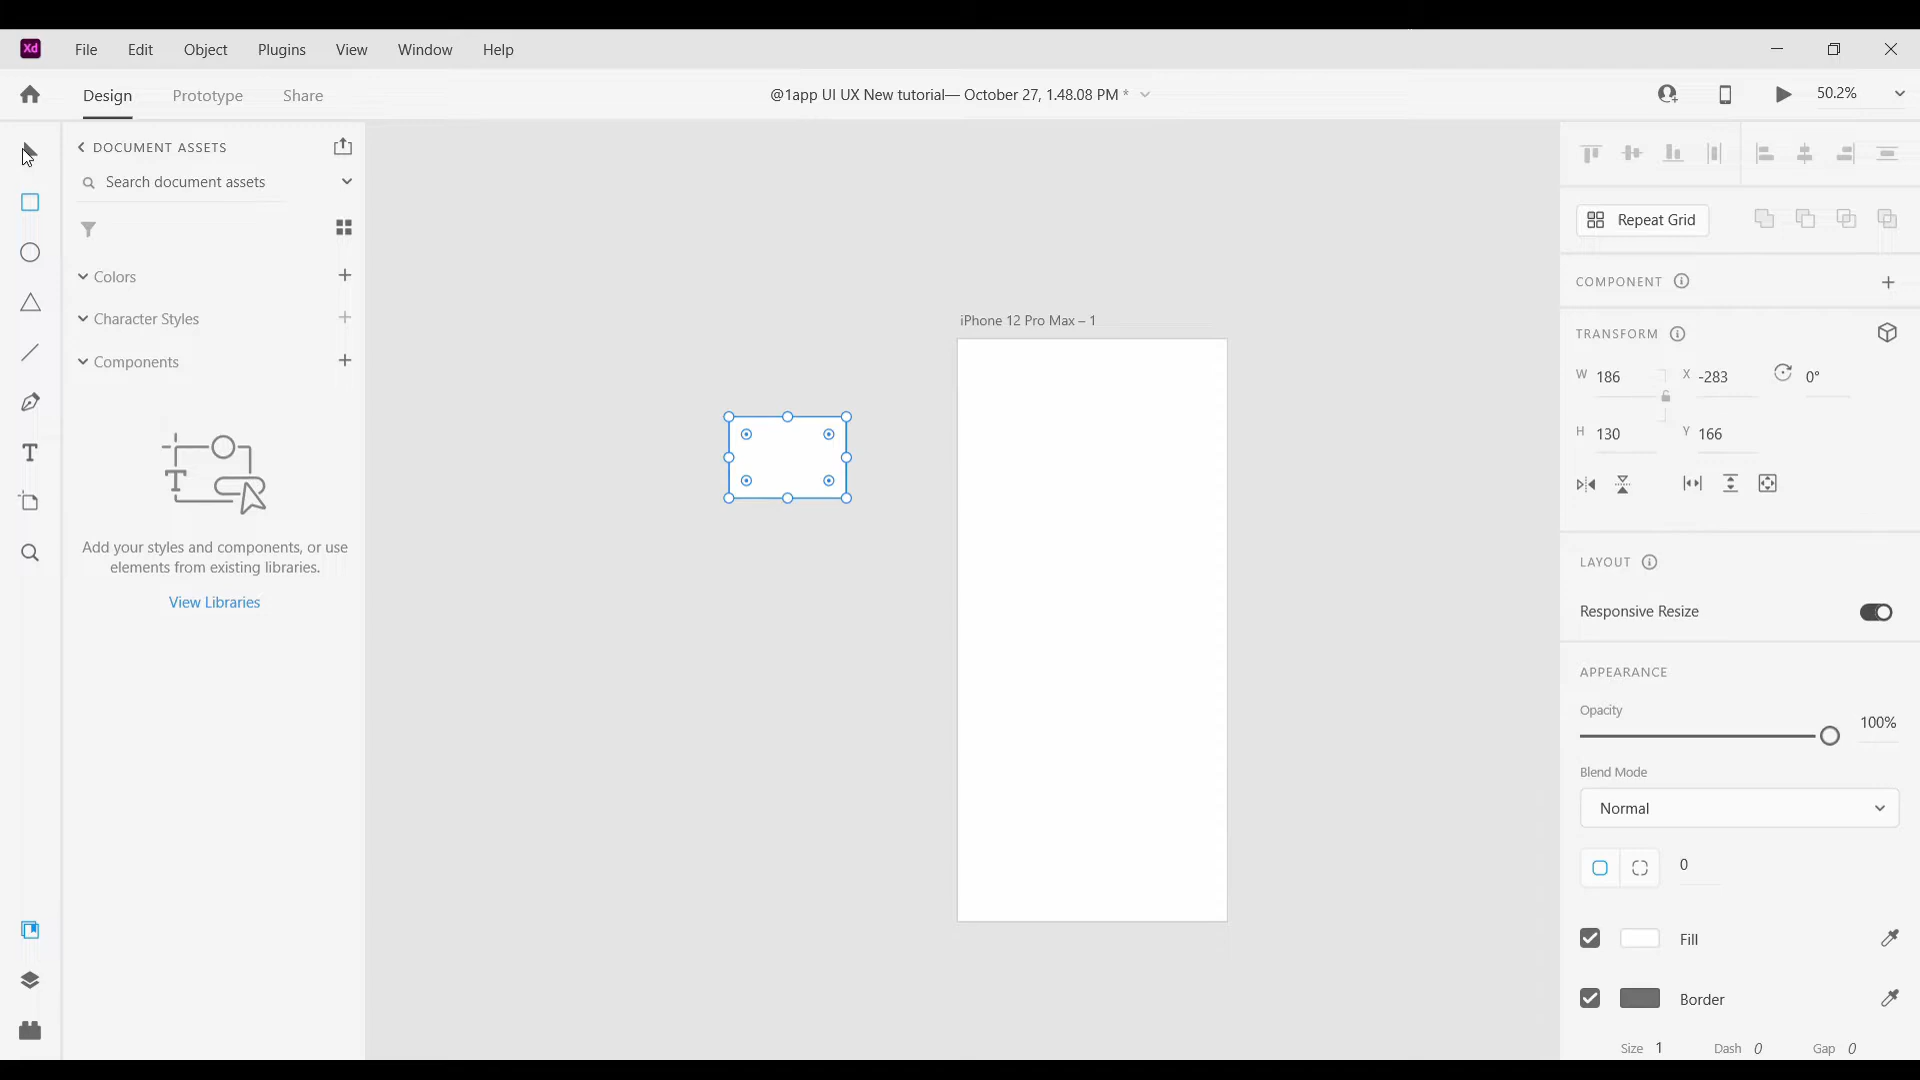 Xd File Edit Object Plugins View Window Help
Design Prototype Share @1app UI UX New tutorial— October 27, 1.48.08 PM * 50.2%
DOCUMENT ASSETS
Search document assets
Colors
Character Styles
Components
Add your styles and components, or use
elements from existing libraries.
View Libraries
iPhone 12 Pro Max – 1
Repeat Grid
COMPONENT
TRANSFORM
W 186 X -283 0°
H 130 Y 166
LAYOUT
Responsive Resize
APPEARANCE
Opacity
100%
Blend Mode
Normal
0
Fill
Border
Size 1 Dash 0 Gap 0